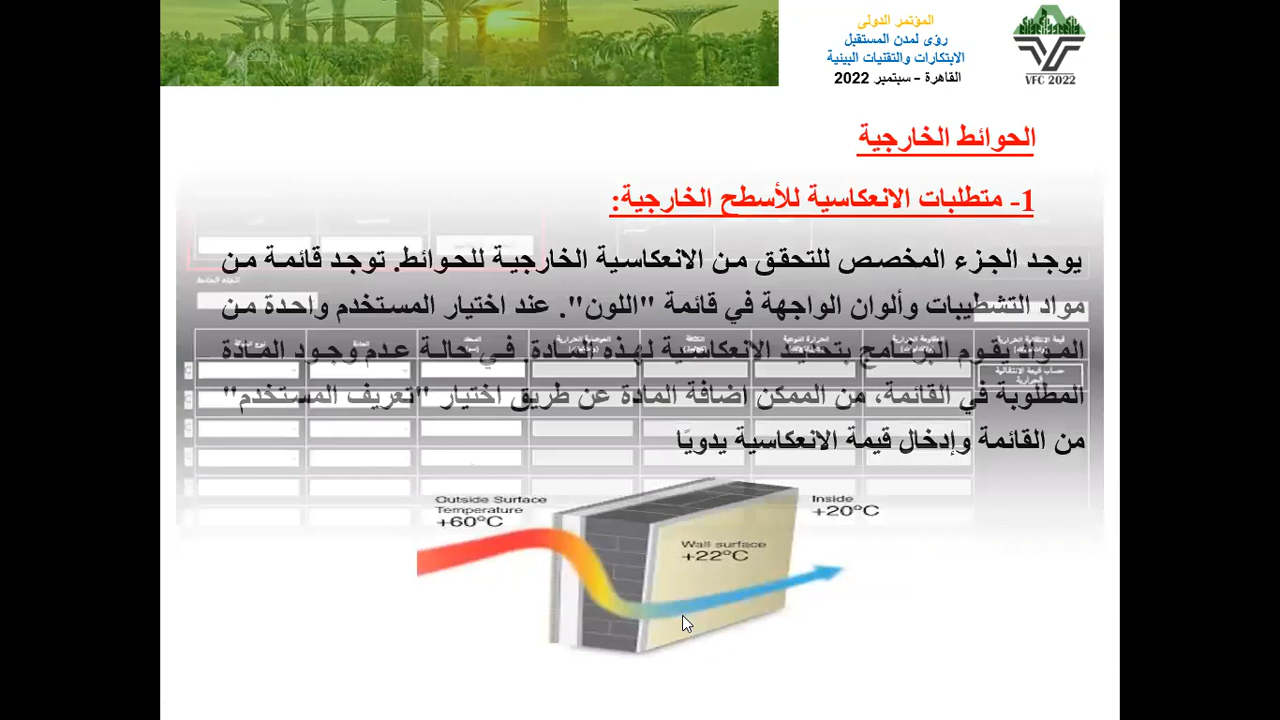 المؤتمر الدولى
رؤى لمدن المستقبل
الابتكارات والتقنيات البيئية
القاهرة – سبتمبر 2022
VFC 2022
الحوائط الخارجية
1- متطلبات الانعكاسية للأسطح الخارجية:
يوجد الجزء المخصص للتحقق من الانعكاسية الخارجية للحوائط. توجد قائمة من
مواد التشطيبات وألوان الواجهة في قائمة "اللون". عند اختيار المستخدم واحدة من
المواد يقوم البرنامج بتحديد الانعكاسية لهذه المادة. في حالة عدم وجود المادة
المطلوبة في القائمة، من الممكن اضافة المادة عن طريق اختيار "تعريف المستخدم"
من القائمة وإدخال قيمة الانعكاسية يدويًا
Outside Surface
Temperature
+60°C
Wall surface
+22°C
Inside
+20°C